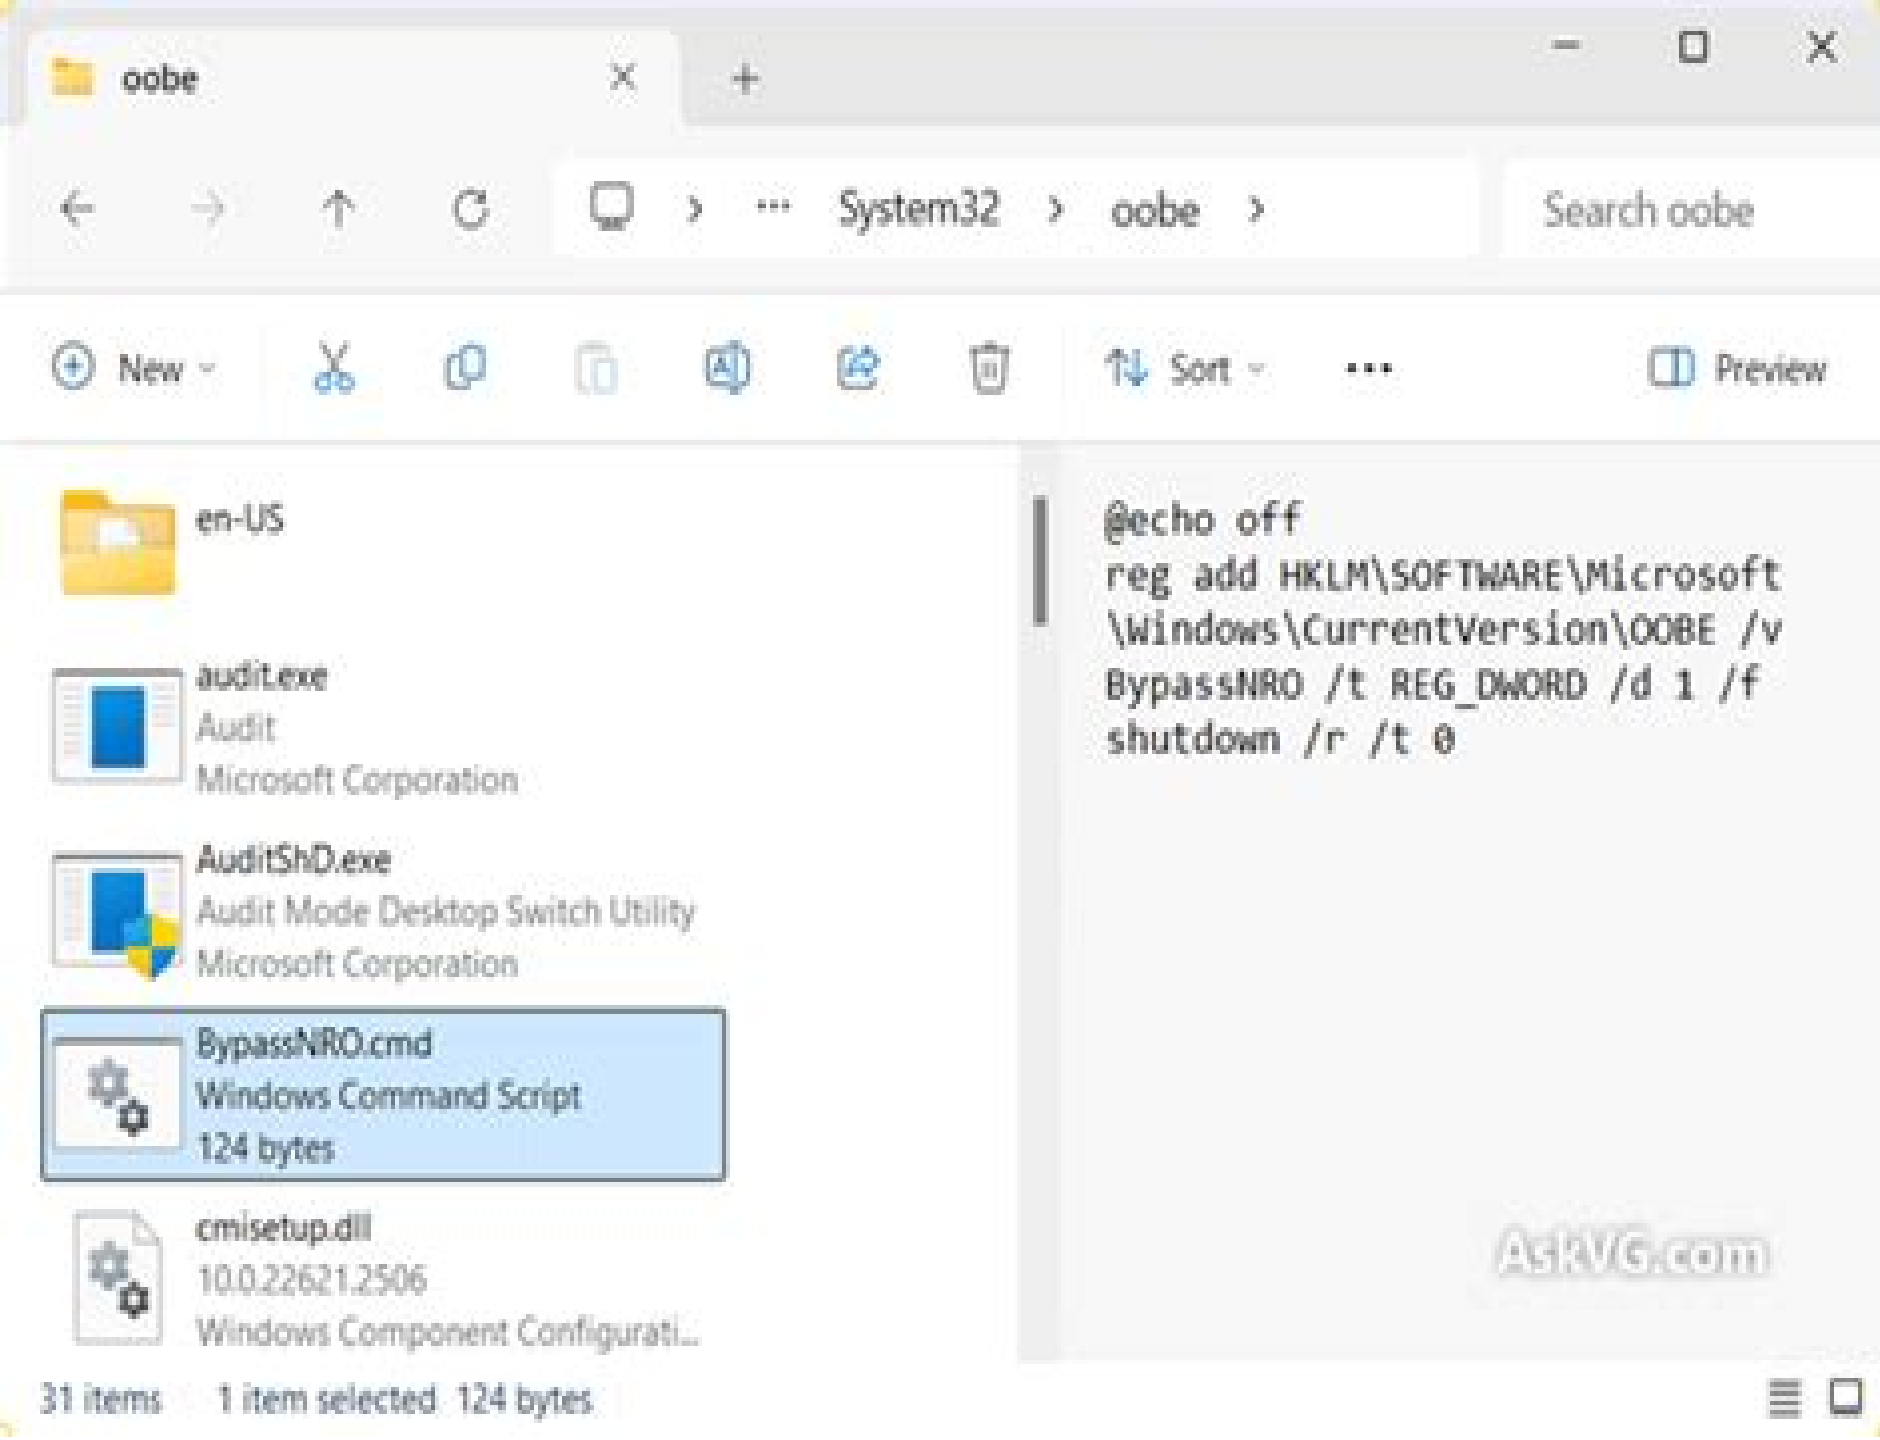 oobe
System32 oobe
Search oobe
New
Sort
Preview
en-US
audit.exe
Audit
Microsoft Corporation
AuditShD.exe
Audit Mode Desktop Switch Utility
Microsoft Corporation
BypassNRO.cmd
Windows Command Script
124 bytes
cmisetup.dll
10.0.22621.2506
Windows Component Configurati...
@echo off
reg add HKLM\SOFTWARE\Microsoft
\Windows\CurrentVersion\OOBE /v
BypassNRO /t REG_DWORD /d 1 /f
shutdown /r /t 0
AskVG.com
31 items 1 item selected 124 bytes